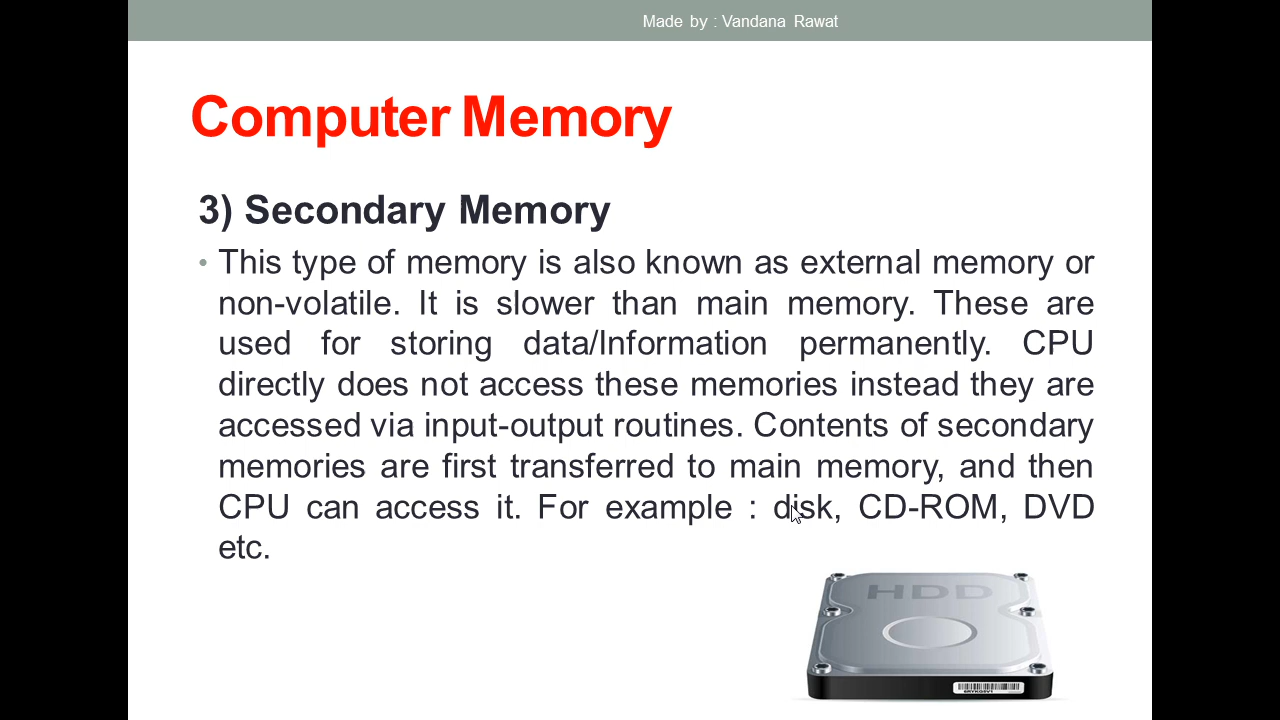 Made by : Vandana Rawat
Computer Memory
3) Secondary Memory
• This type of memory is also known as external memory or
non-volatile. It is slower than main memory. These are
used for storing data/Information permanently. CPU
directly does not access these memories instead they are
accessed via input-output routines. Contents of secondary
memories are first transferred to main memory, and then
CPU can access it. For example : disk, CD-ROM, DVD
etc.
HDD